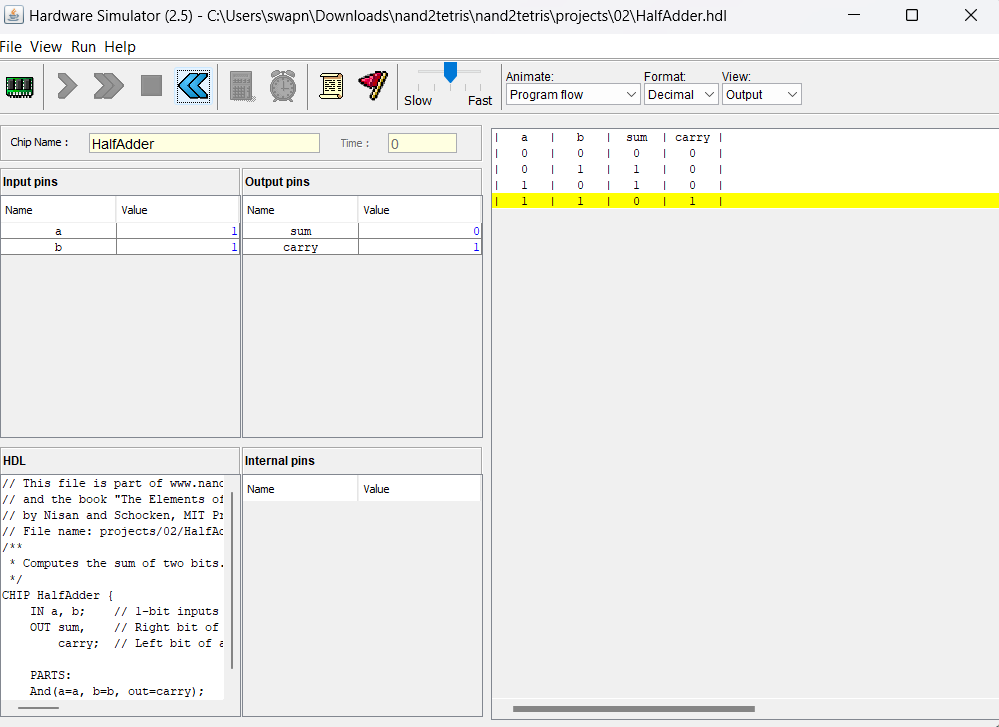 Hardware Simulator (2.5) - C:\Users\swapn\Downloads\nand2tetris\nand2tetris\projects\02\HalfAdder.hdl
File View Run Help
Slow Fast
Animate: Format: View:
Program flow Decimal Output
Chip Name : HalfAdder Time : 0
Input pins
Name Value
a 1
b 1
Output pins
Name Value
sum 0
carry 1
HDL
// This file is part of www.nand
// and the book "The Elements of
// by Nisan and Schocken, MIT Pr
// File name: projects/02/HalfAd
/**
 * Computes the sum of two bits.
 */
CHIP HalfAdder {
    IN a, b;    // 1-bit inputs
    OUT sum,    // Right bit of
        carry;  // Left bit of a
    PARTS:
    And(a=a, b=b, out=carry);
Internal pins
Name Value
|   a   |   b   |  sum  | carry |
|   0   |   0   |   0   |   0   |
|   0   |   1   |   1   |   0   |
|   1   |   0   |   1   |   0   |
|   1   |   1   |   0   |   1   |